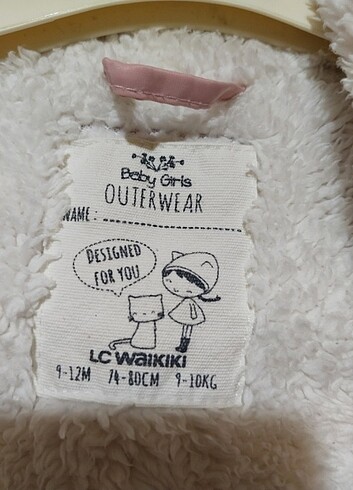 Baby Girls
OUTERWEAR
NAME :
DESIGNED
FOR YOU
LC WAIKIKI
9-12M 74-80CM 9-10KG